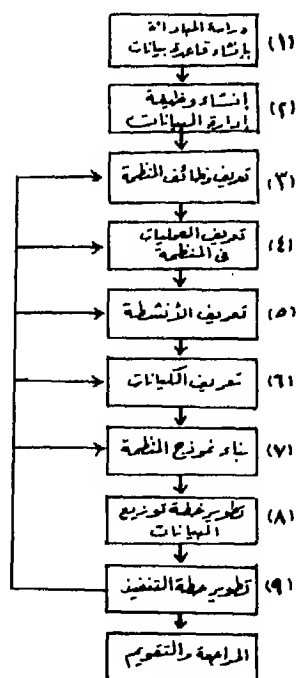 (١) دراسة المبادأة
بإنشاء قاعدة بيانات
(٢) إنشاء وظيفة
إدارة البيانات
(٣) تعريف وظائف المنظمة
(٤) تعريف العمليات
فى المنظمة
(٥) تعريف الأنشطة
(٦) تعريف الكيانات
(٧) بناء نموذج المنظمة
(٨) تطوير خطة توزيع
البيانات
(٩) تطوير خطة التنفيذ
المراجعة والتقويم